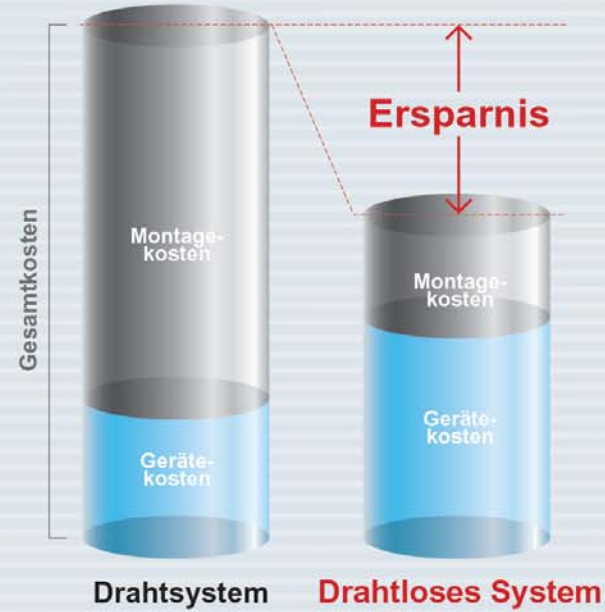 Gesamtkosten
Ersparnis
Montage-
kosten
Montage-
kosten
Geräte-
kosten
Geräte-
kosten
Drahtsystem
Drahtloses System